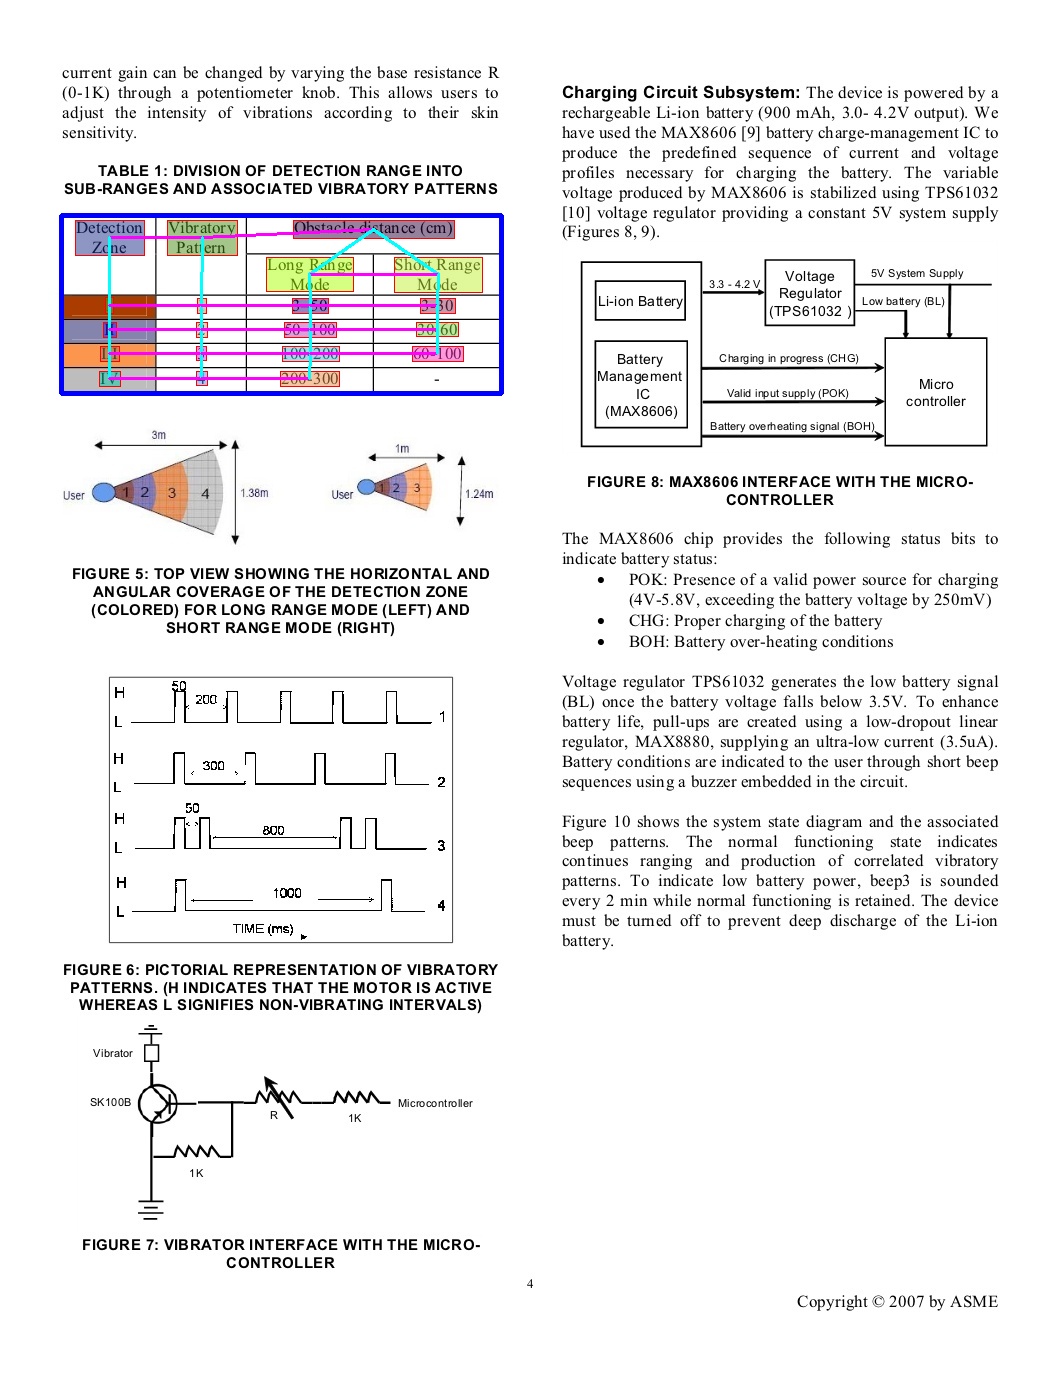 current gain can be changed by varying the base resistance R
(0-1K) through a potentiometer knob. This allows users to
adjust the intensity of vibrations according to their skin
sensitivity.
TABLE 1: DIVISION OF DETECTION RANGE INTO
SUB-RANGES AND ASSOCIATED VIBRATORY PATTERNS
Detection Zone Vibratory Pattern Obstacle distance (cm)
Long Range Mode Short Range Mode
3-50 3-30
2 50-100 30-60
100-200 60-100
IV 4 200-300 -
3m
1m
User 1 2 3 4 1.38m
User 1 2 3 1.24m
FIGURE 5: TOP VIEW SHOWING THE HORIZONTAL AND
ANGULAR COVERAGE OF THE DETECTION ZONE
(COLORED) FOR LONG RANGE MODE (LEFT) AND
SHORT RANGE MODE (RIGHT)
H 50 200
L 1
H 300
L 2
H 50 800
L 3
H 1000
L 4
TIME (ms)
FIGURE 6: PICTORIAL REPRESENTATION OF VIBRATORY
PATTERNS. (H INDICATES THAT THE MOTOR IS ACTIVE
WHEREAS L SIGNIFIES NON-VIBRATING INTERVALS)
Vibrator
SK100B
R 1K Microcontroller
1K
FIGURE 7: VIBRATOR INTERFACE WITH THE MICRO-
CONTROLLER
Charging Circuit Subsystem: The device is powered by a
rechargeable Li-ion battery (900 mAh, 3.0- 4.2V output). We
have used the MAX8606 [9] battery charge-management IC to
produce the predefined sequence of current and voltage
profiles necessary for charging the battery. The variable
voltage produced by MAX8606 is stabilized using TPS61032
[10] voltage regulator providing a constant 5V system supply
(Figures 8, 9).
Li-ion Battery
3.3 - 4.2 V
Voltage
Regulator
(TPS61032 )
5V System Supply
Low battery (BL)
Battery
Management
IC
(MAX8606)
Charging in progress (CHG)
Valid input supply (POK)
Battery overheating signal (BOH)
Micro
controller
FIGURE 8: MAX8606 INTERFACE WITH THE MICRO-
CONTROLLER
The MAX8606 chip provides the following status bits to
indicate battery status:
• POK: Presence of a valid power source for charging
(4V-5.8V, exceeding the battery voltage by 250mV)
• CHG: Proper charging of the battery
• BOH: Battery over-heating conditions
Voltage regulator TPS61032 generates the low battery signal
(BL) once the battery voltage falls below 3.5V. To enhance
battery life, pull-ups are created using a low-dropout linear
regulator, MAX8880, supplying an ultra-low current (3.5uA).
Battery conditions are indicated to the user through short beep
sequences using a buzzer embedded in the circuit.
Figure 10 shows the system state diagram and the associated
beep patterns. The normal functioning state indicates
continues ranging and production of correlated vibratory
patterns. To indicate low battery power, beep3 is sounded
every 2 min while normal functioning is retained. The device
must be turned off to prevent deep discharge of the Li-ion
battery.
4
Copyright © 2007 by ASME